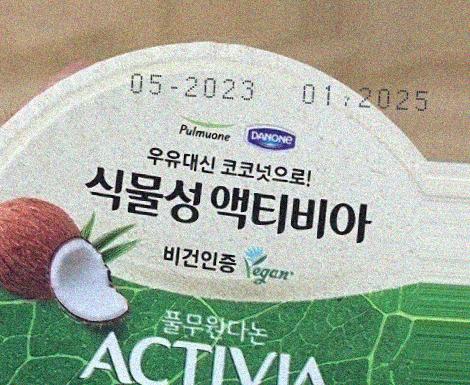 05-2023 01:2025
Pulmuone DANONE
우유대신 코코넛으로!
식물성 액티비아
비건인증 Vegan
풀무원다논
ACTIVIA